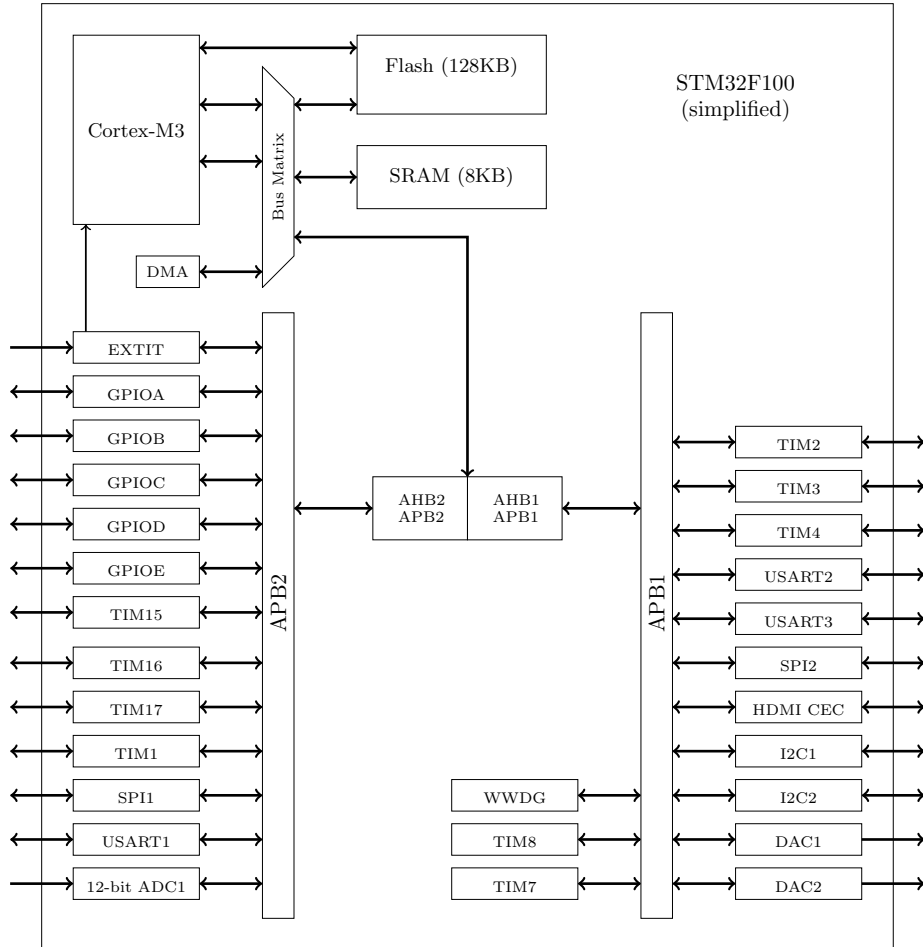 Flash (128KB)
STM32F100
(simplified)
Cortex-M3
SRAM (8KB)
Bus Matrix
DMA
EXTIT
GPIOA
GPIOB
GPIOC
GPIOD
GPIOE
TIM15
TIM16
TIM17
TIM1
SPI1
USART1
12-bit ADC1
APB2
AHB2
APB2
AHB1
APB1
APB1
WWDG
TIM8
TIM7
TIM2
TIM3
TIM4
USART2
USART3
SPI2
HDMI CEC
I2C1
I2C2
DAC1
DAC2